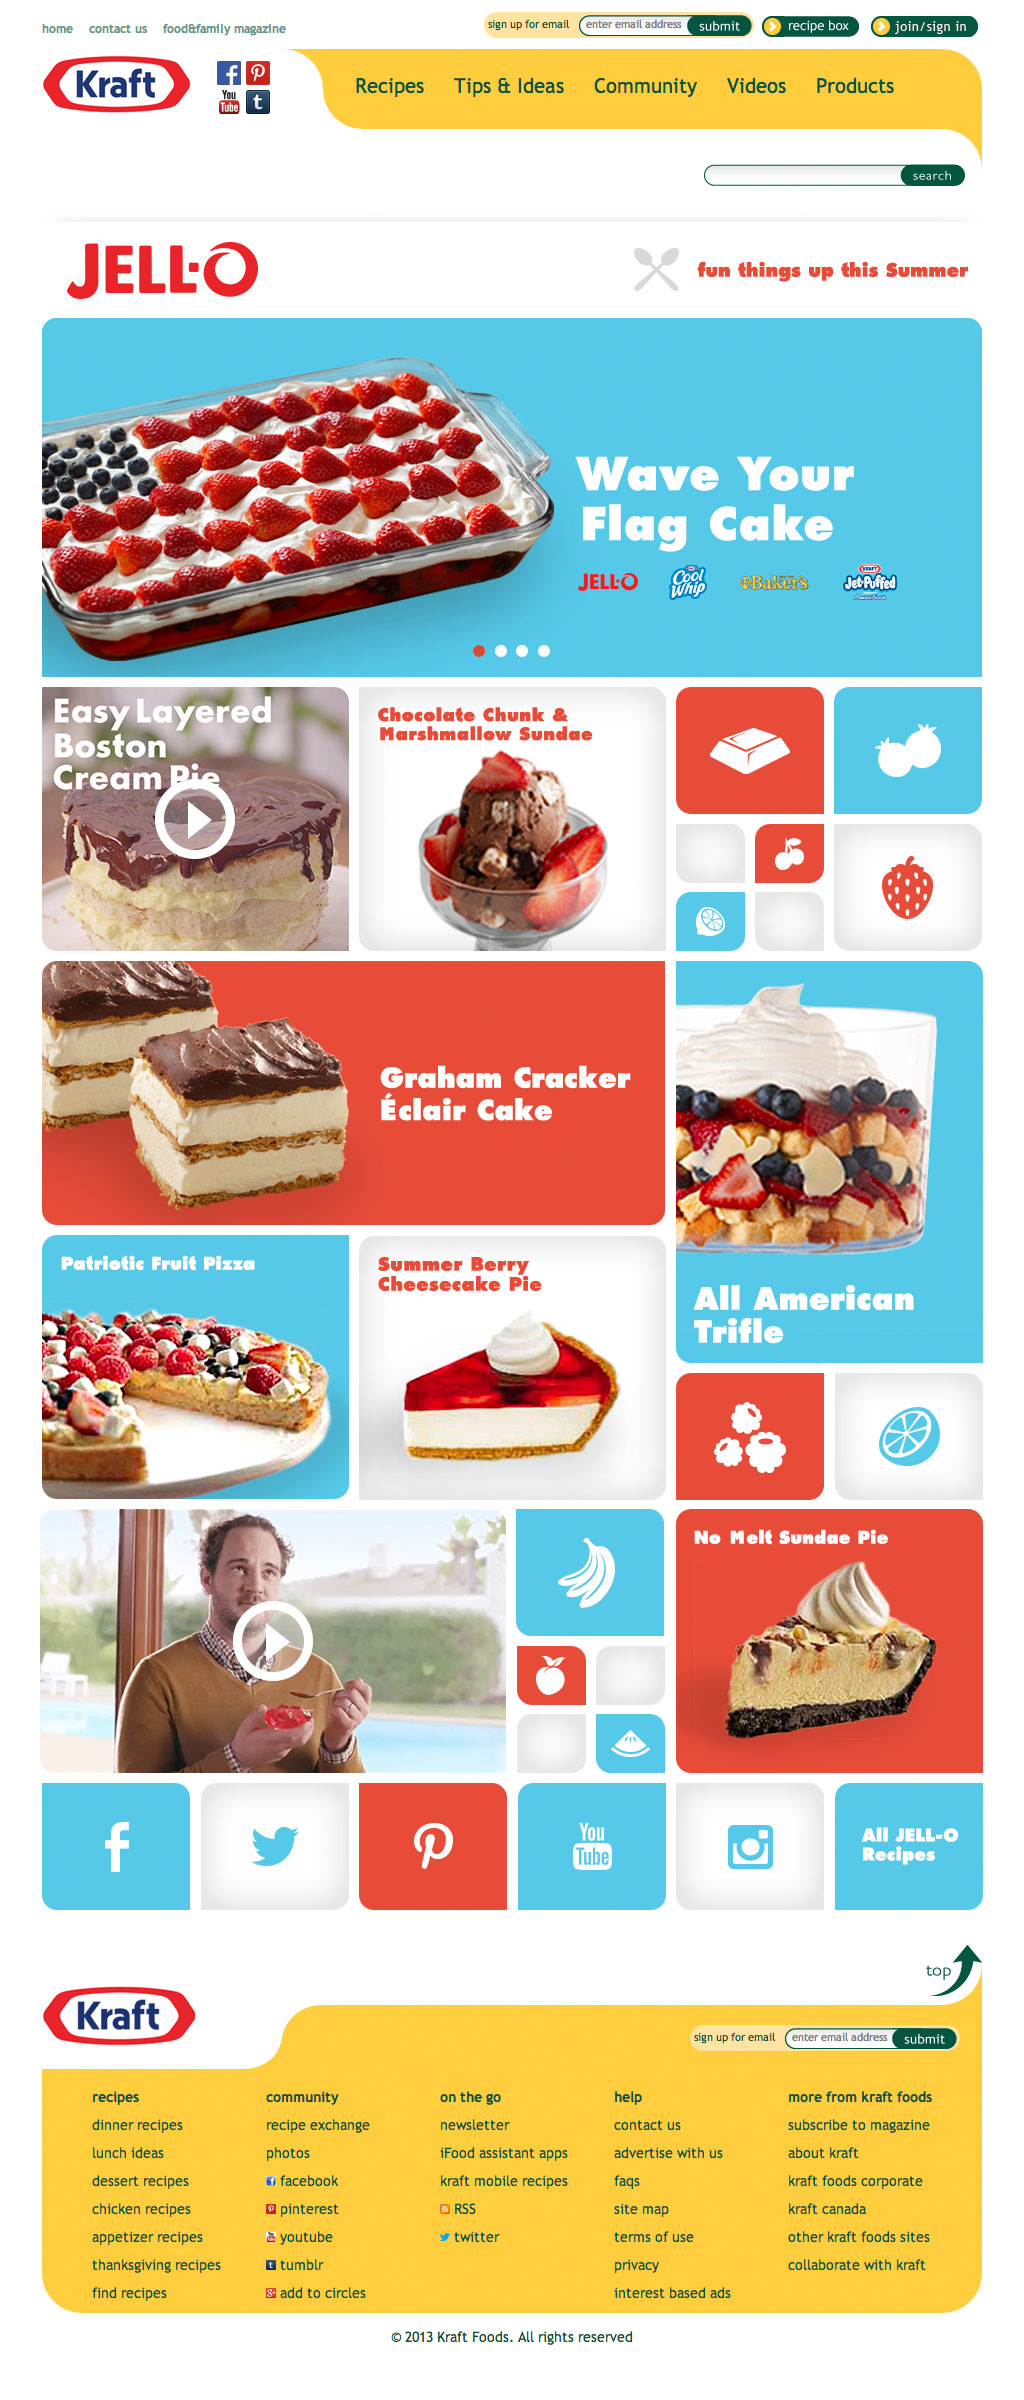 home contact us food&family magazine
sign up for email enter email address submit recipe box join/sign in
Kraft
You
Tube
Recipes Tips & Ideas Community Videos Products
search
JELL-O
fun things up this Summer
Wave Your
Flag Cake
JELL-O Cool Whip Baker's KRAFT Jet-Puffed
Easy Layered
Boston
Cream Pie
Chocolate Chunk &
Marshmallow Sundae
Graham Cracker
Éclair Cake
All American
Trifle
Patriotic Fruit Pizza
Summer Berry
Cheesecake Pie
No Melt Sundae Pie
You
Tube
All JELL-O
Recipes
top
Kraft
sign up for email enter email address submit
recipes community on the go help more from kraft foods
dinner recipes recipe exchange newsletter contact us subscribe to magazine
lunch ideas photos iFood assistant apps advertise with us about kraft
dessert recipes facebook kraft mobile recipes faqs kraft foods corporate
chicken recipes pinterest RSS site map kraft canada
appetizer recipes youtube twitter terms of use other kraft foods sites
thanksgiving recipes tumblr privacy collaborate with kraft
find recipes add to circles interest based ads
© 2013 Kraft Foods. All rights reserved